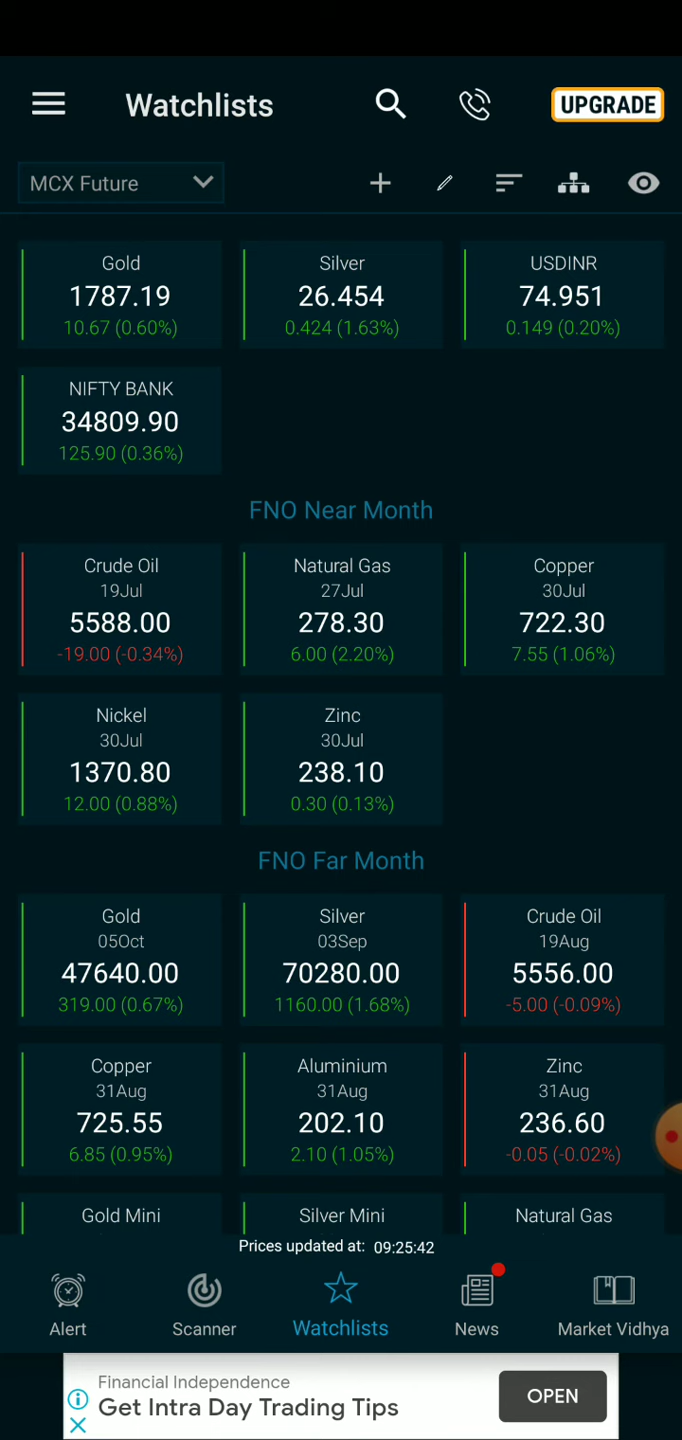 Watchlists
UPGRADE
MCX Future
Gold
1787.19
10.67 (0.60%)
Silver
26.454
0.424 (1.63%)
USDINR
74.951
0.149 (0.20%)
NIFTY BANK
34809.90
125.90 (0.36%)
FNO Near Month
Crude Oil
19Jul
5588.00
-19.00 (-0.34%)
Natural Gas
27Jul
278.30
6.00 (2.20%)
Copper
30Jul
722.30
7.55 (1.06%)
Nickel
30Jul
1370.80
12.00 (0.88%)
Zinc
30Jul
238.10
0.30 (0.13%)
FNO Far Month
Gold
05Oct
47640.00
319.00 (0.67%)
Silver
03Sep
70280.00
1160.00 (1.68%)
Crude Oil
19Aug
5556.00
-5.00 (-0.09%)
Copper
31Aug
725.55
6.85 (0.95%)
Aluminium
31Aug
202.10
2.10 (1.05%)
Zinc
31Aug
236.60
-0.05 (-0.02%)
Gold Mini
Silver Mini
Natural Gas
Prices updated at: 09:25:42
Alert
Scanner
Watchlists
News
Market Vidhya
Financial Independence
Get Intra Day Trading Tips
OPEN